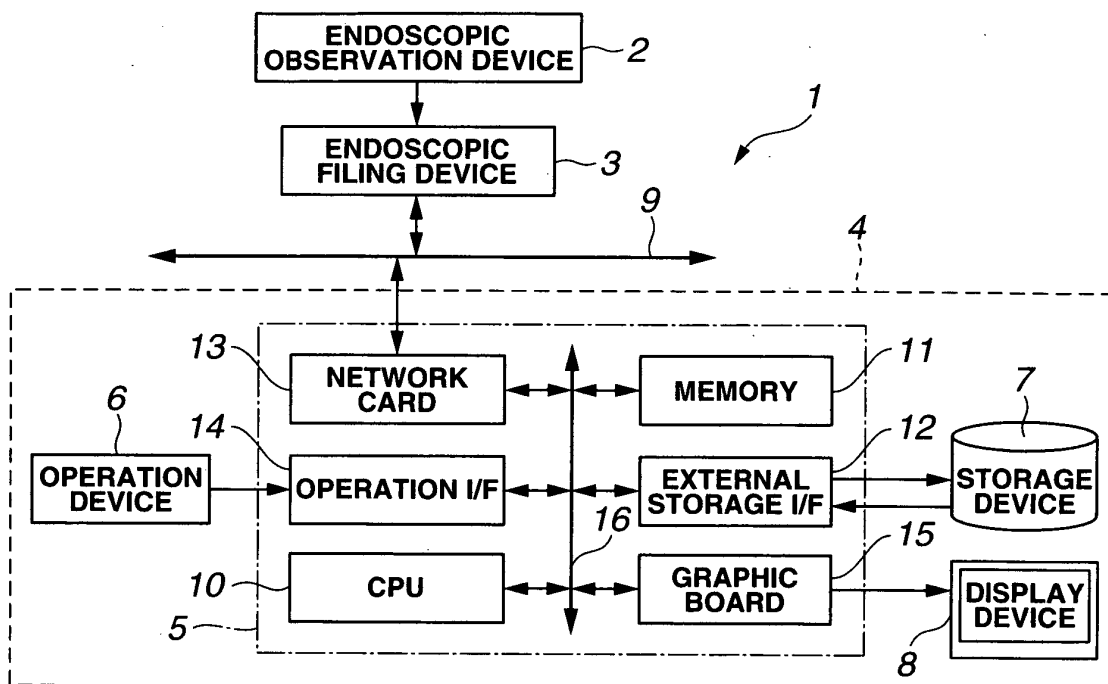 ENDOSCOPIC
OBSERVATION DEVICE
2
1
ENDOSCOPIC
FILING DEVICE
3
9
4
13
NETWORK
CARD
11
MEMORY
6
OPERATION
DEVICE
14
OPERATION I/F
12
EXTERNAL
STORAGE I/F
7
STORAGE
DEVICE
16
10
CPU
15
GRAPHIC
BOARD
DISPLAY
DEVICE
5
8